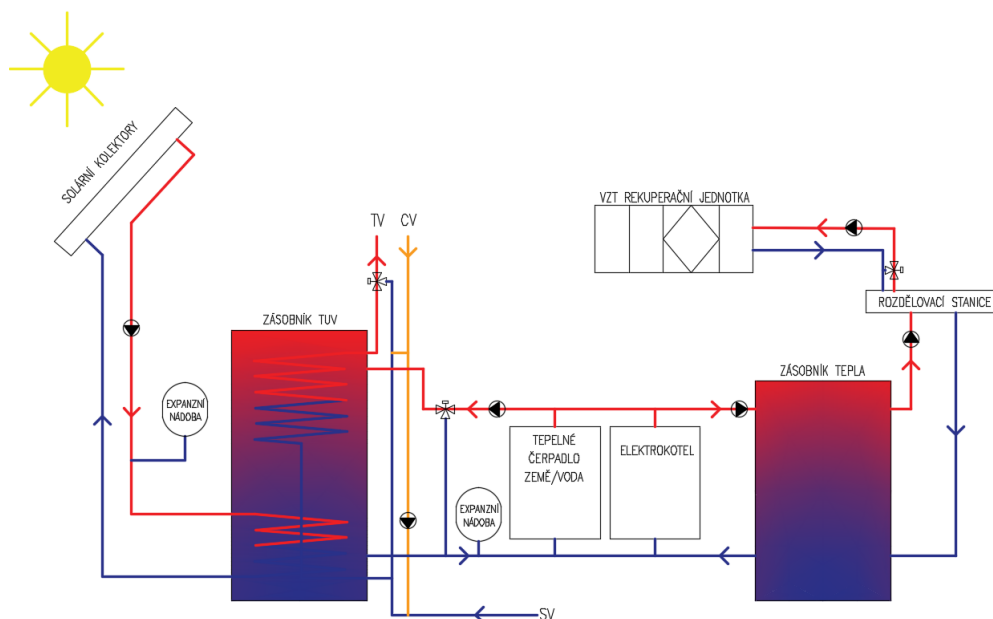 SOLÁRNÍ KOLEKTORY
TV
CV
VZT REKUPERAČNÍ JEDNOTKA
ROZDĚLOVACÍ STANICE
ZÁSOBNÍK TUV
ZÁSOBNÍK TEPLA
EXPANZNÍ
NÁDOBA
TEPELNÉ
ČERPADLO
ZEMĚ/VODA
ELEKTROKOTEL
EXPANZNÍ
NÁDOBA
SV